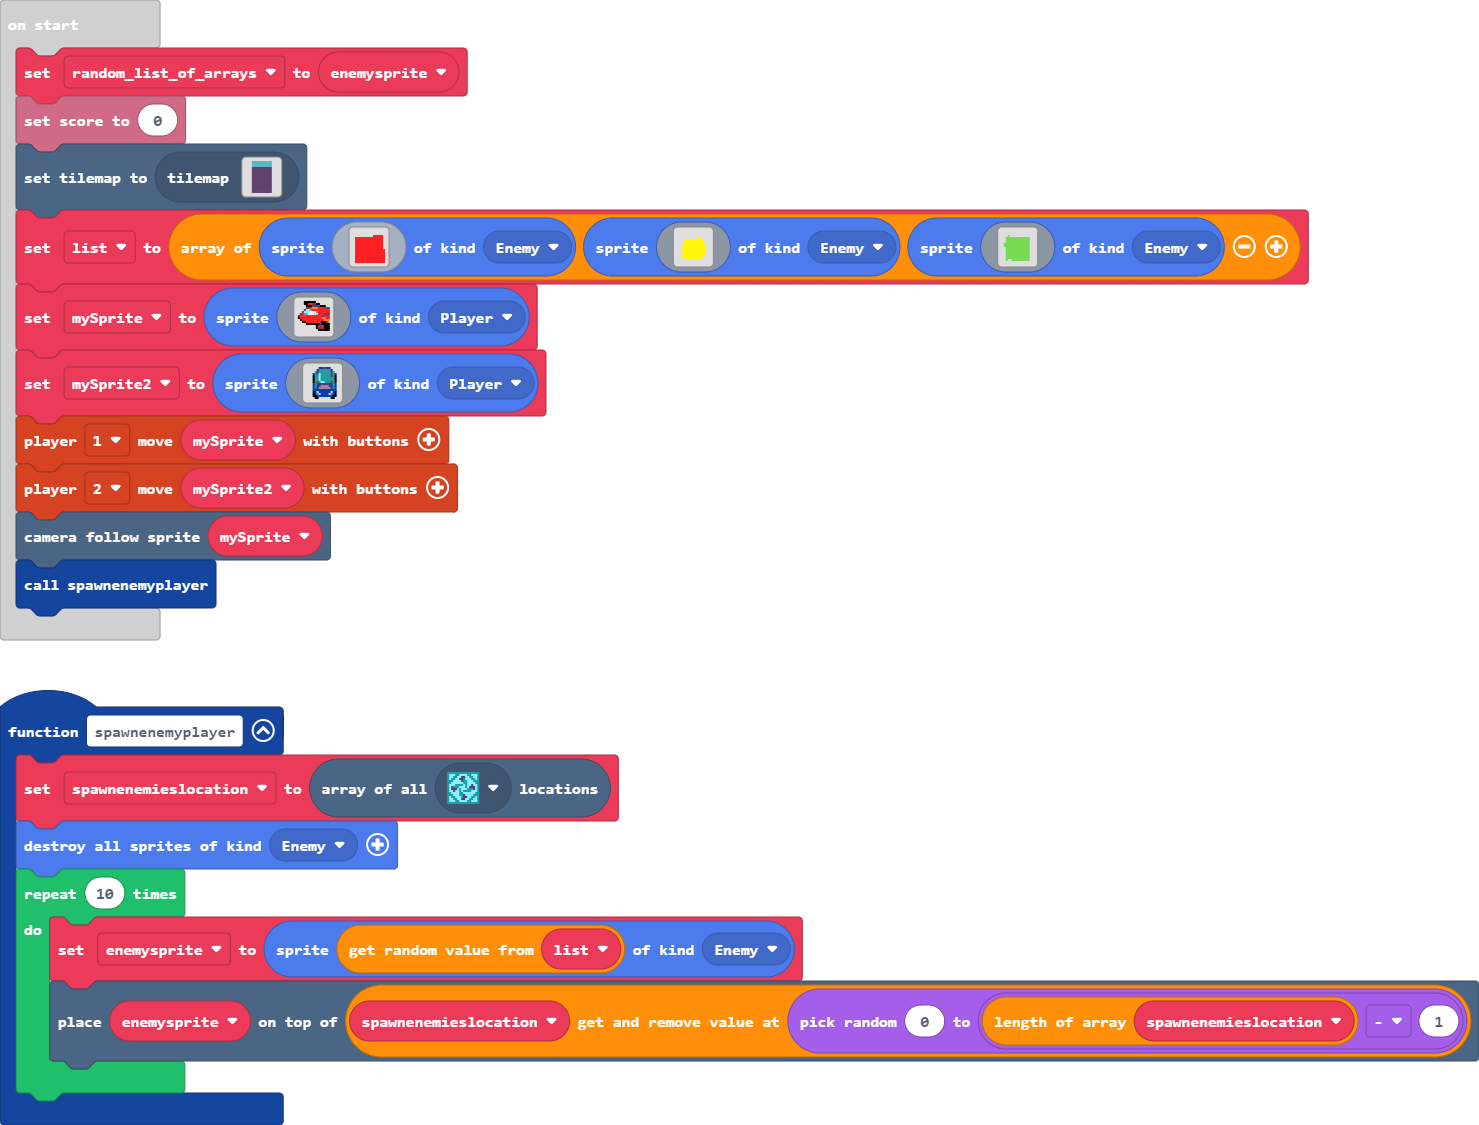 on start
set random_list_of_arrays to enemysprite
set score to 0
set tilemap to tilemap
set list to array of sprite of kind Enemy sprite of kind Enemy sprite of kind Enemy
set mySprite to sprite of kind Player
set mySprite2 to sprite of kind Player
player 1 move mySprite with buttons
player 2 move mySprite2 with buttons
camera follow sprite mySprite
call spawnenemyplayer
function spawnenemyplayer
set spawnenemieslocation to array of all locations
destroy all sprites of kind Enemy
repeat 10 times
do
set enemysprite to sprite get random value from list of kind Enemy
place enemysprite on top of spawnenemieslocation get and remove value at pick random 0 to length of array spawnenemieslocation - 1